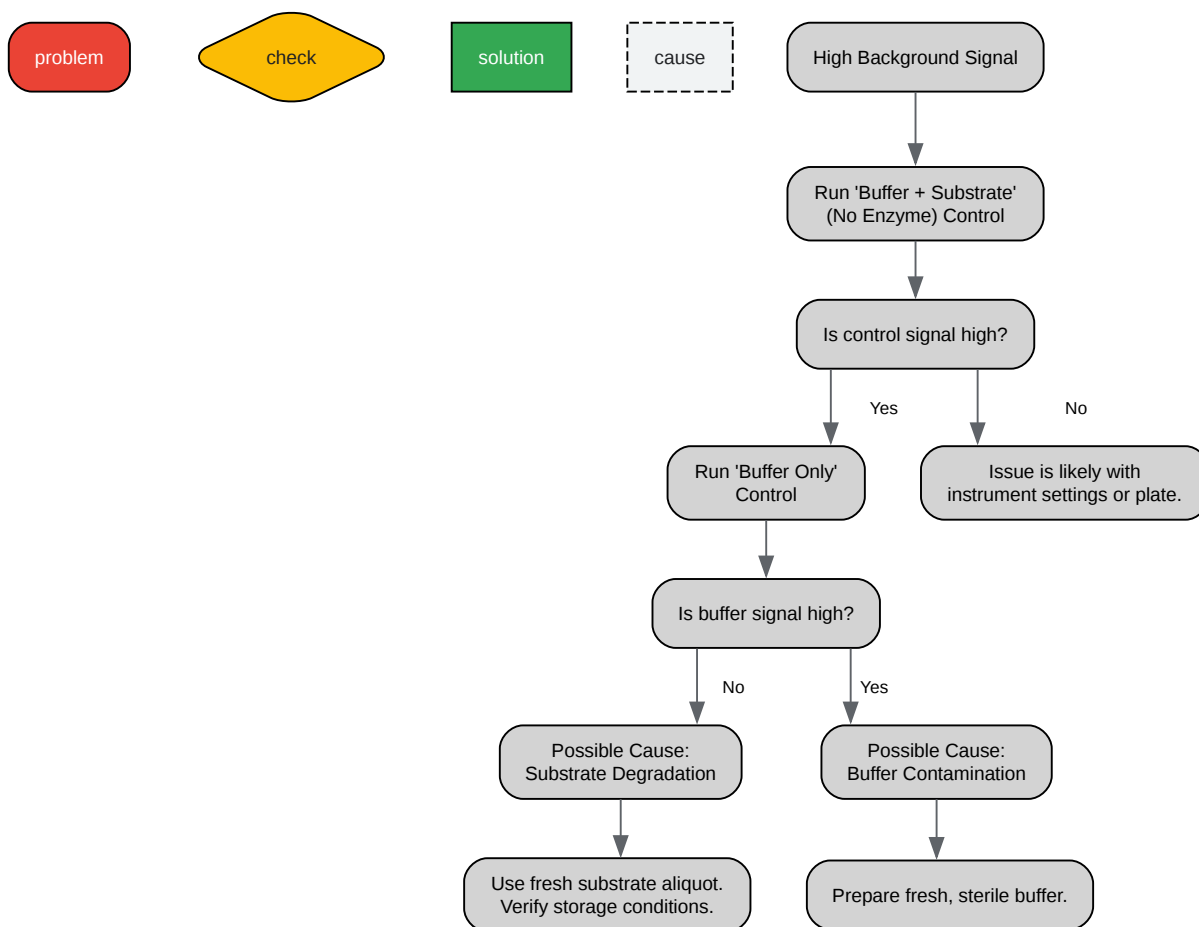 problem
check
solution
cause
High Background Signal
Run 'Buffer + Substrate'
(No Enzyme) Control
Is control signal high?
Yes
No
Run 'Buffer Only'
Control
Issue is likely with
instrument settings or plate.
Is buffer signal high?
No
Yes
Possible Cause:
Substrate Degradation
Possible Cause:
Buffer Contamination
Use fresh substrate aliquot.
Verify storage conditions.
Prepare fresh, sterile buffer.